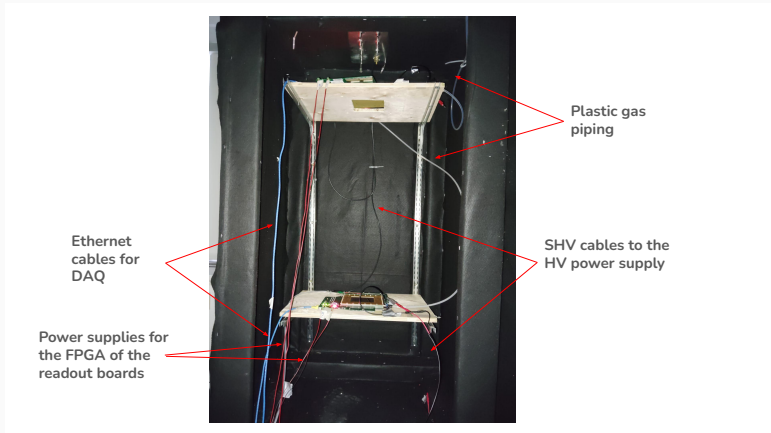 Plastic gas
piping
Ethernet
cables for
DAQ
SHV cables to the
HV power supply
Power supplies for
the FPGA of the
readout boards